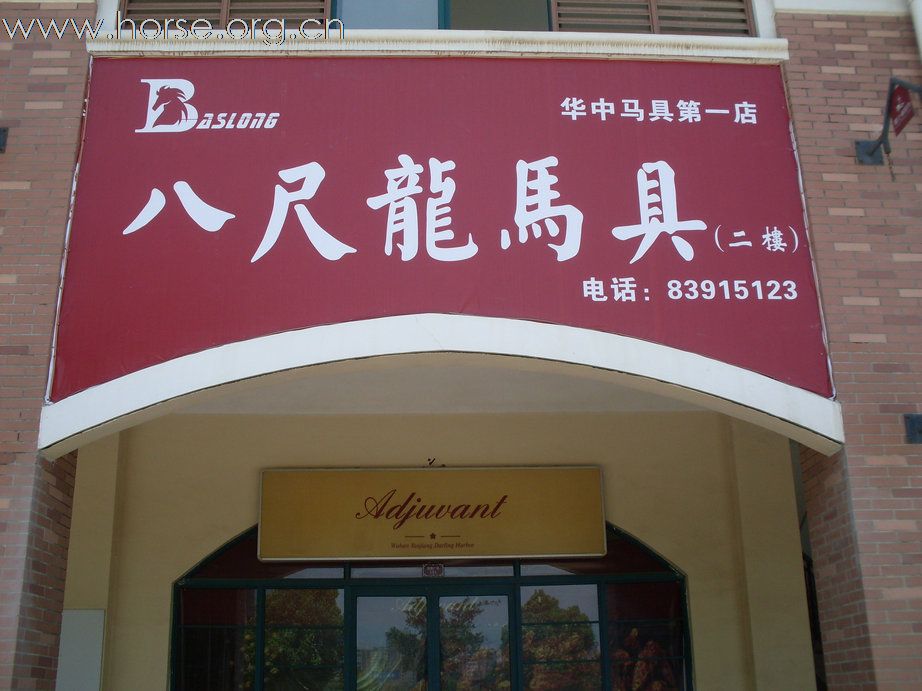 www.horse.org.cn
BASLONG
华中马具第一店
八尺龍馬具(二樓)
电话: 83915123
Adjuvant